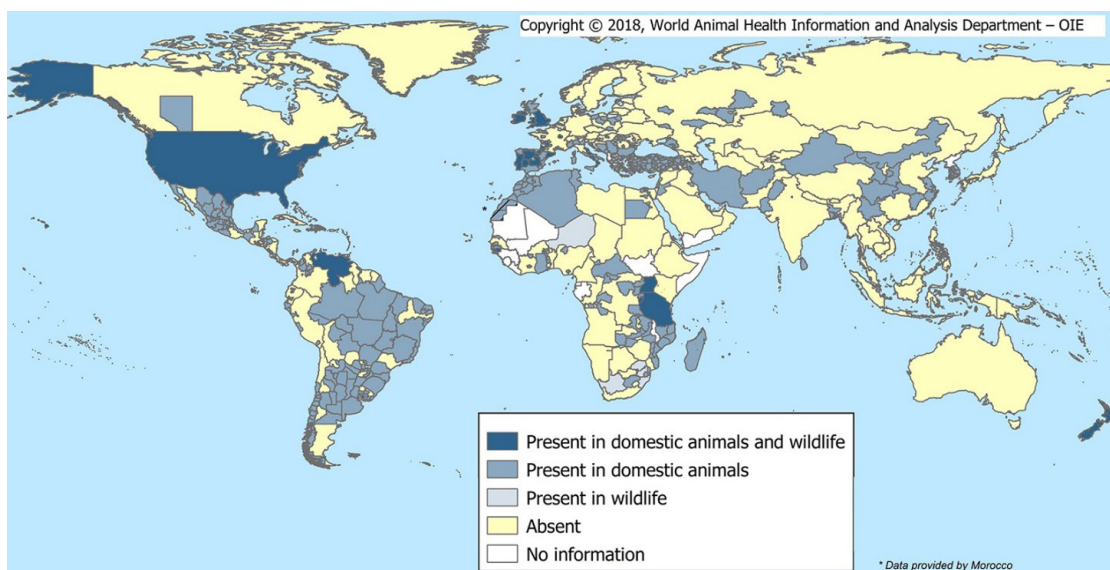 Copyright © 2018, World Animal Health Information and Analysis Department – OIE
*
Present in domestic animals and wildlife
Present in domestic animals
Present in wildlife
Absent
No information
* Data provided by Morocco